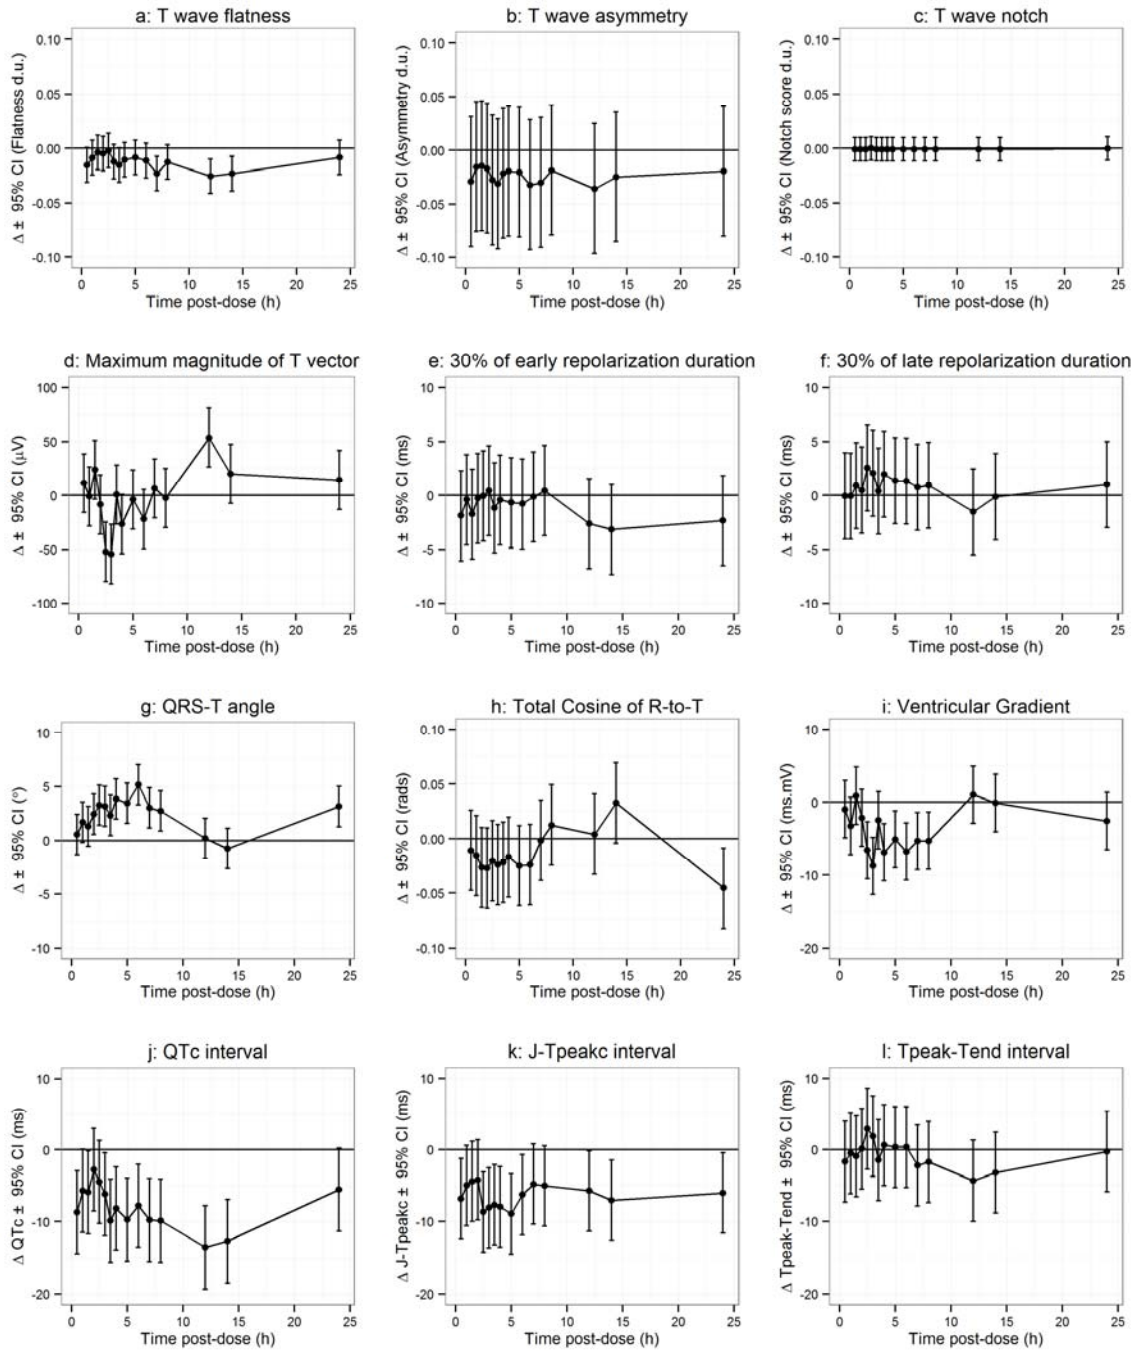 a: T wave flatness
Δ ± 95% CI (Flatness d.u.)
0.10
0.05
0.00
-0.05
-0.10
0 5 10 15 20 25
Time post-dose (h)
b: T wave asymmetry
Δ ± 95% CI (Asymmetry d.u.)
0.10
0.05
0.00
-0.05
-0.10
0 5 10 15 20 25
Time post-dose (h)
c: T wave notch
Δ ± 95% CI (Notch score d.u.)
0.10
0.05
0.00
-0.05
-0.10
0 5 10 15 20 25
Time post-dose (h)
d: Maximum magnitude of T vector
Δ ± 95% CI (μV)
100
50
0
-50
-100
0 5 10 15 20 25
Time post-dose (h)
e: 30% of early repolarization duration
Δ ± 95% CI (ms)
10
5
0
-5
-10
0 5 10 15 20 25
Time post-dose (h)
f: 30% of late repolarization duration
Δ ± 95% CI (ms)
10
5
0
-5
-10
0 5 10 15 20 25
Time post-dose (h)
g: QRS-T angle
Δ ± 95% CI (°)
10
5
0
-5
-10
0 5 10 15 20 25
Time post-dose (h)
h: Total Cosine of R-to-T
Δ ± 95% CI (rads)
0.10
0.05
0.00
-0.05
-0.10
0 5 10 15 20 25
Time post-dose (h)
i: Ventricular Gradient
Δ ± 95% CI (ms.mV)
10
0
-10
-20
0 5 10 15 20 25
Time post-dose (h)
j: QTc interval
Δ QTc ± 95% CI (ms)
10
0
-10
-20
0 5 10 15 20 25
Time post-dose (h)
k: J-Tpeakc interval
Δ J-Tpeakc ± 95% CI (ms)
10
0
-10
-20
0 5 10 15 20 25
Time post-dose (h)
l: Tpeak-Tend interval
Δ Tpeak-Tend ± 95% CI (ms)
10
0
-10
-20
0 5 10 15 20 25
Time post-dose (h)